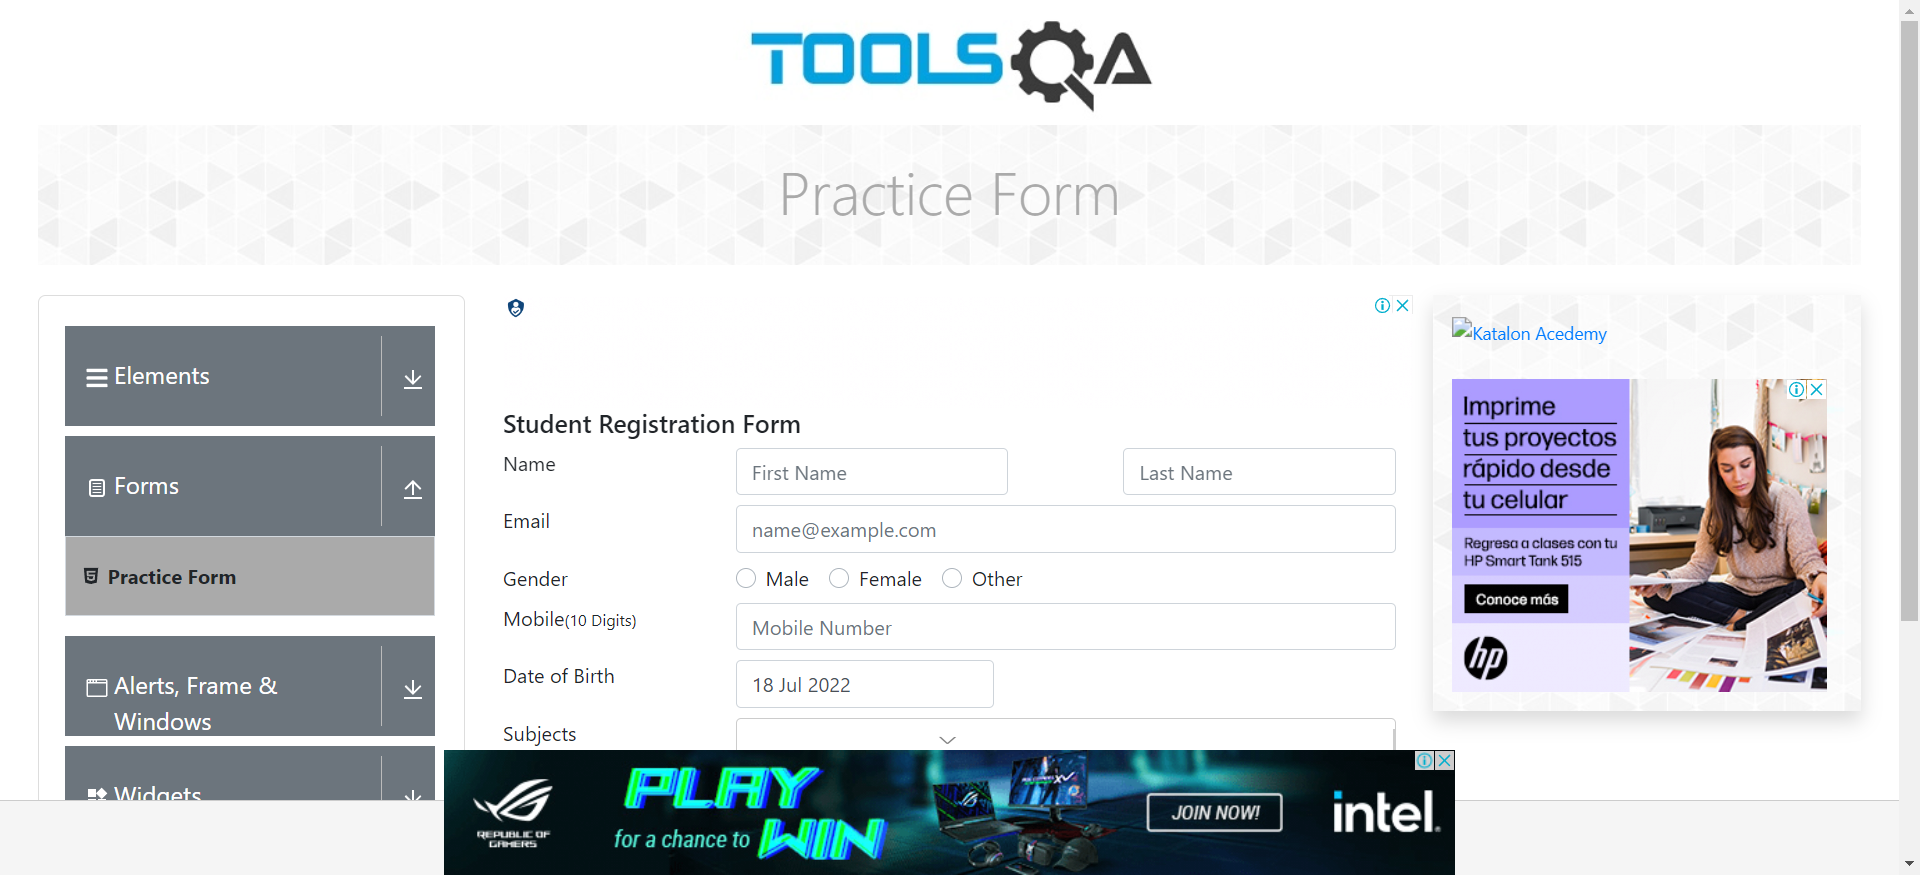 TOOLSQA
Practice Form
Elements
Forms
Practice Form
Alerts, Frame &
Windows
Widgets
Student Registration Form
Name
First Name
Last Name
Email
name@example.com
Gender
Male
Female
Other
Mobile(10 Digits)
Mobile Number
Date of Birth
18 Jul 2022
Subjects
Katalon Acedemy
Imprime
tus proyectos
rápido desde
tu celular
Regresa a clases con tu
HP Smart Tank 515
Conoce más
hp
REPUBLIC OF
GAMERS
PLAY
for a chance to WIN
JOIN NOW!
intel.